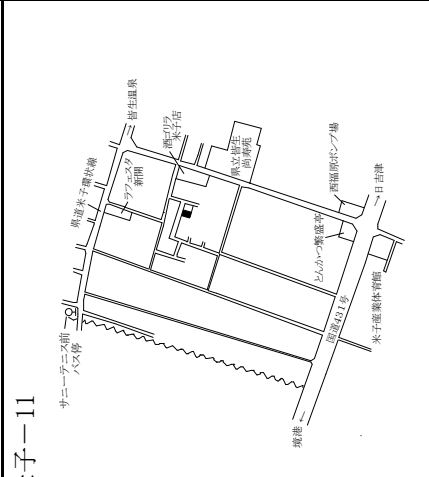 子－11
サニーテニス前
バス停
県道米子環状線
ラフェスタ
新開
→皆生温泉
酒ゴリラ
米子店
県立皆生
尚寿苑
西福原ポンプ場
→日吉津
とんかつ繁盛亭
国道431号
米子産業体育館
境港←